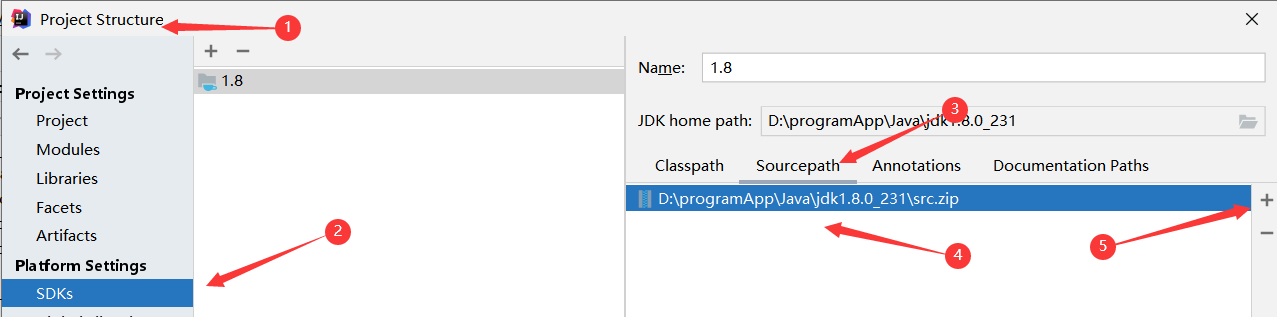 Project Structure
1
1.8
Name: 1.8
Project Settings
Project
Modules
Libraries
Facets
Artifacts
Platform Settings
SDKs
2
3
JDK home path: D:\programApp\Java\jdk1.8.0_231
Classpath Sourcepath Annotations Documentation Paths
D:\programApp\Java\jdk1.8.0_231\src.zip
4
5